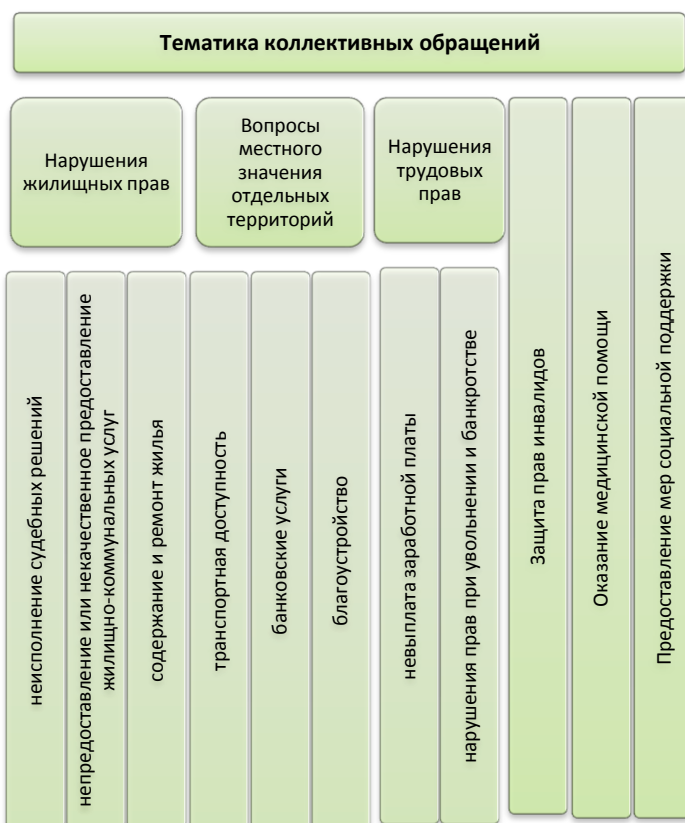 Тематика коллективных обращений
Нарушения
жилищных прав
Вопросы
местного
значения
отдельных
территорий
Нарушения
трудовых
прав
неисполнение судебных решений
непредоставление или некачественное предоставление
жилищно-коммунальных услуг
содержание и ремонт жилья
транспортная доступность
банковские услуги
благоустройство
невыплата заработной платы
нарушения прав при увольнении и банкротстве
Защита прав инвалидов
Оказание медицинской помощи
Предоставление мер социальной поддержки